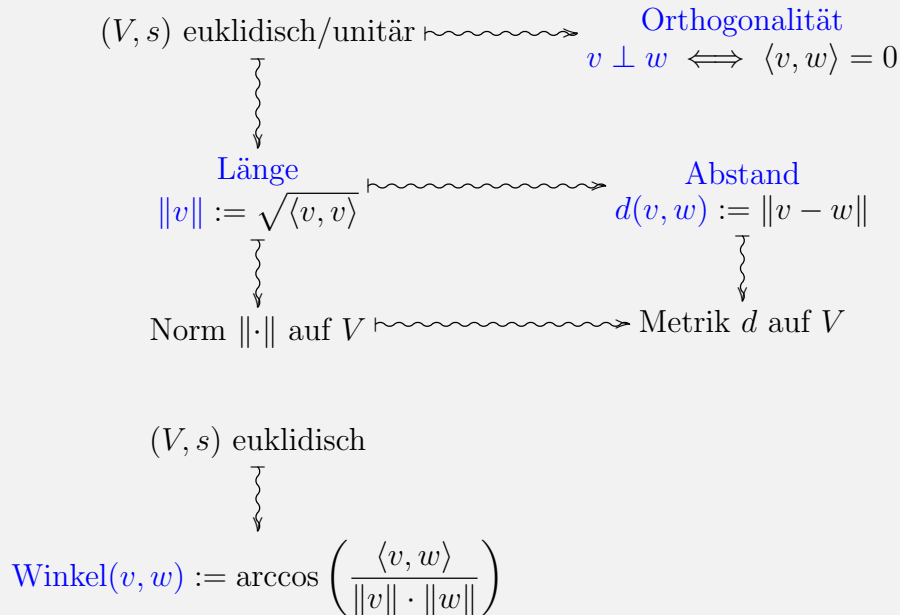 (V, s) euklidisch/unitär
Orthogonalität
v ⊥ w ⟺ ⟨v, w⟩ = 0
Länge
‖v‖ := √⟨v, v⟩
Abstand
d(v, w) := ‖v − w‖
Norm ‖·‖ auf V
Metrik d auf V
(V, s) euklidisch
Winkel(v, w) := arccos (⟨v, w⟩ / ‖v‖ · ‖w‖)